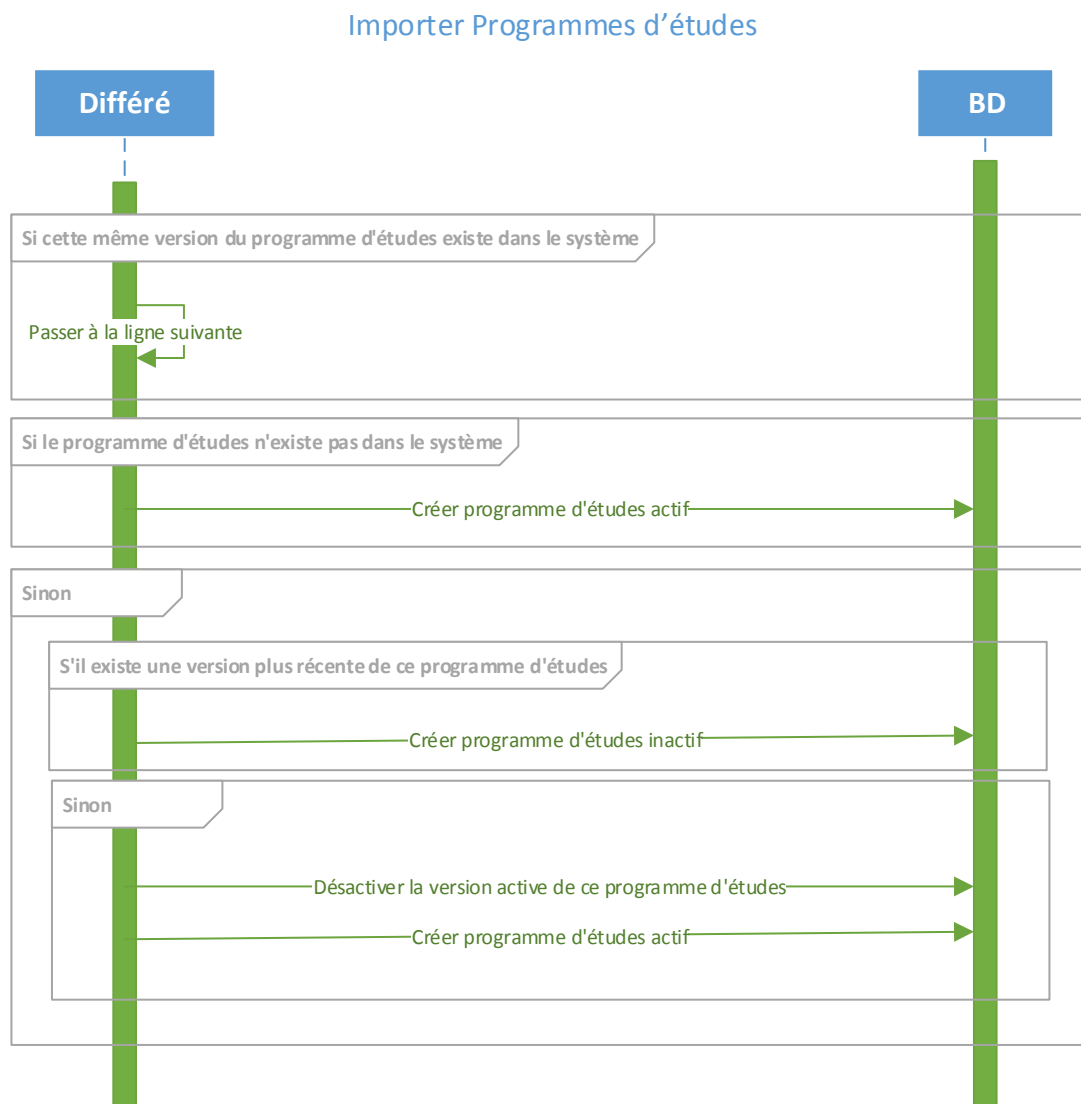 Importer Programmes d’études
Différé
BD
Si cette même version du programme d'études existe dans le système
Passer à la ligne suivante
Si le programme d'études n'existe pas dans le système
Créer programme d'études actif
Sinon
S'il existe une version plus récente de ce programme d'études
Créer programme d'études inactif
Sinon
Désactiver la version active de ce programme d'études
Créer programme d'études actif